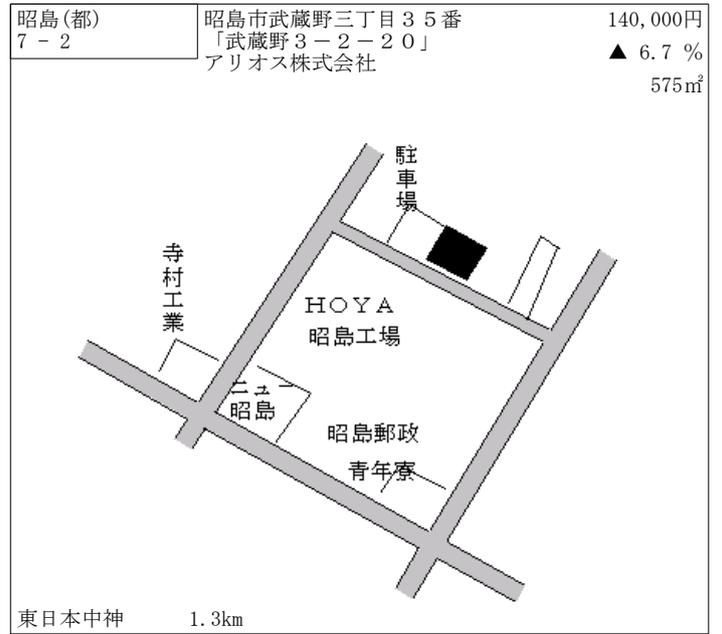 昭島(都)
7 - 2
昭島市武蔵野三丁目３５番
「武蔵野３－２－２０」
アリオス株式会社
140,000円
▲ 6.7 %
575㎡
駐車場
寺村工業
ＨＯＹＡ
昭島工場
ニュー
昭島
昭島郵政
青年寮
東日本中神 1.3km